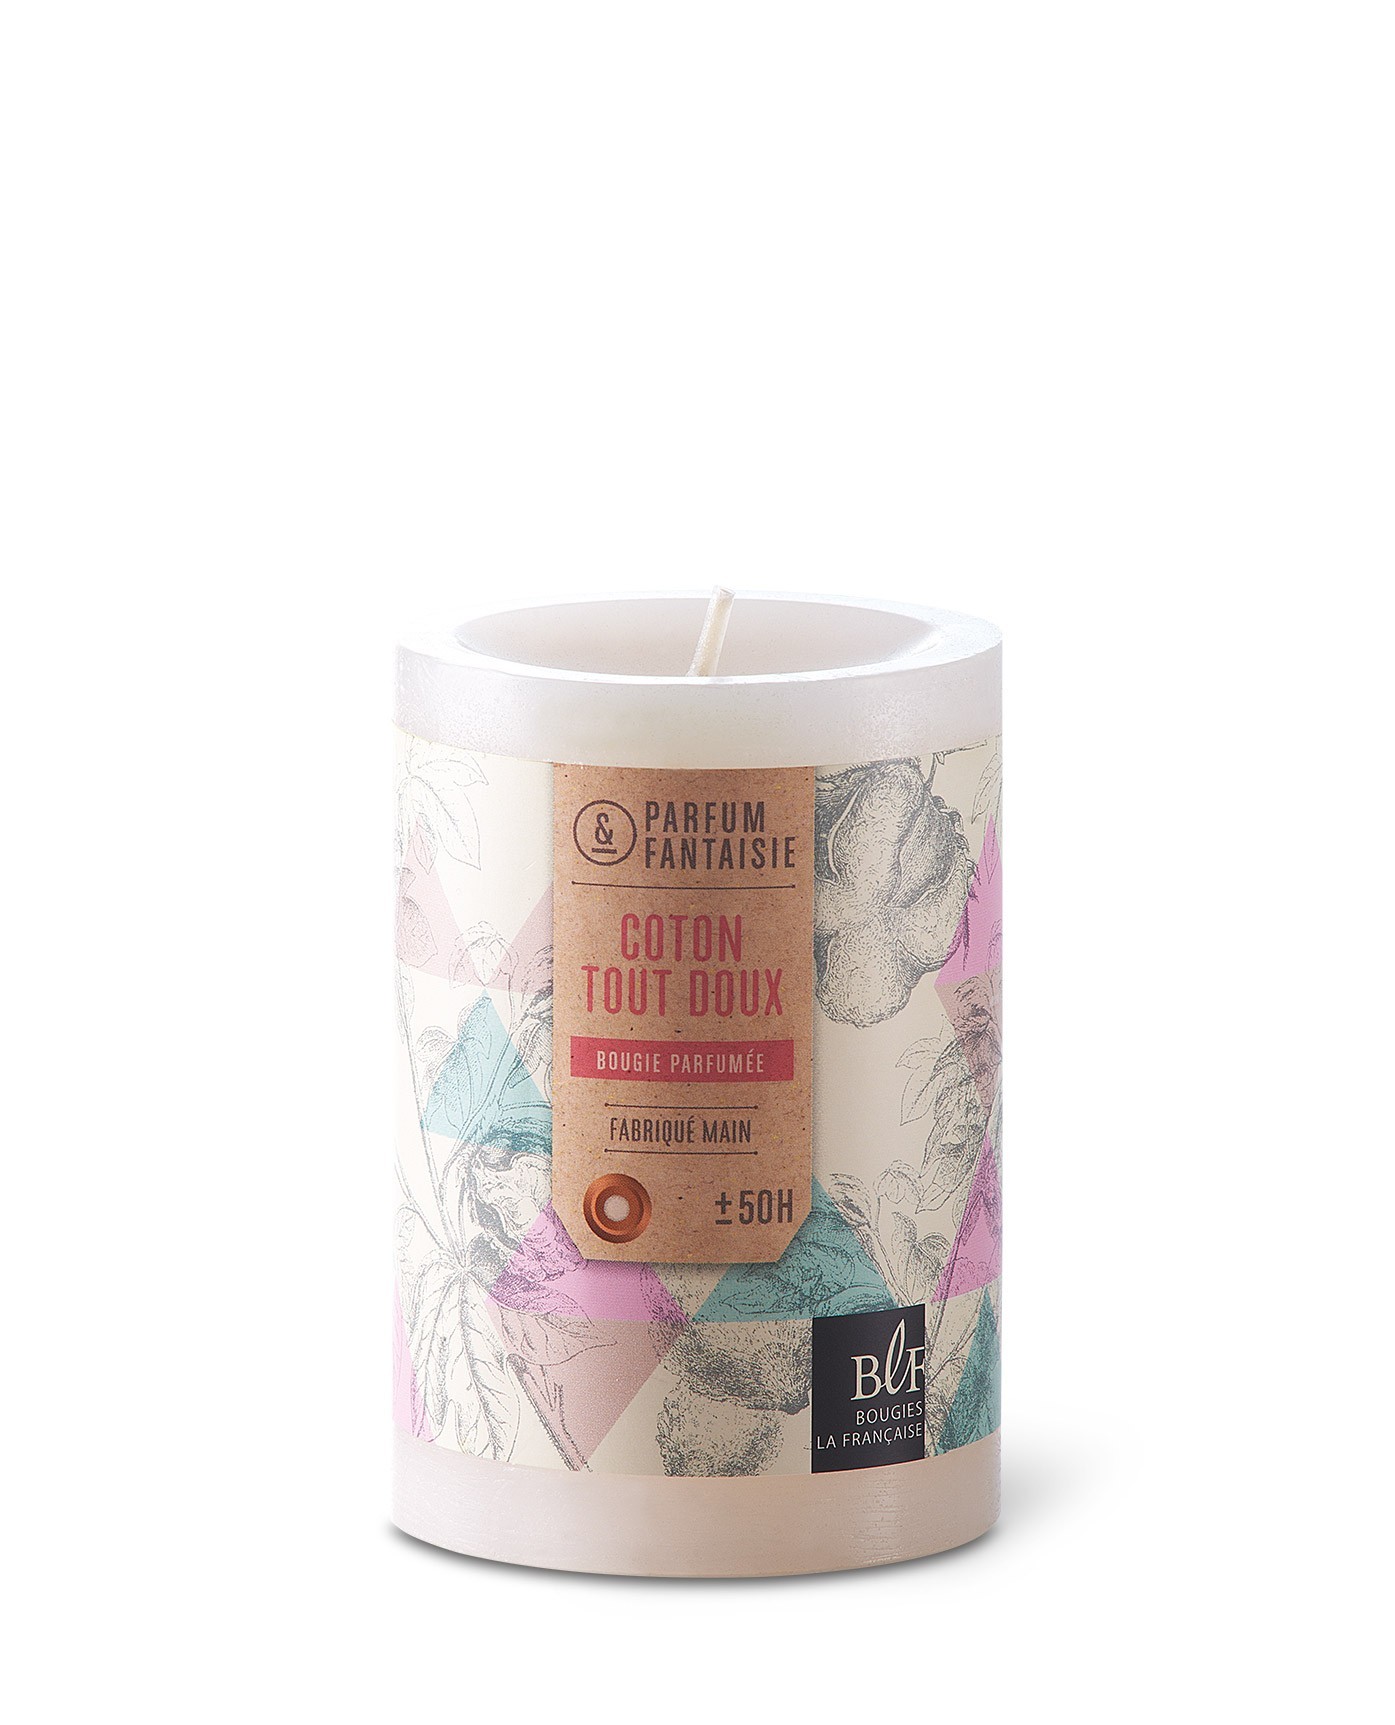 &
PARFUM
FANTAISIE
COTON
TOUT DOUX
BOUGIE PARFUMÉE
FABRIQUÉ MAIN
±50H
BlF
BOUGIES
LA FRANÇAISE